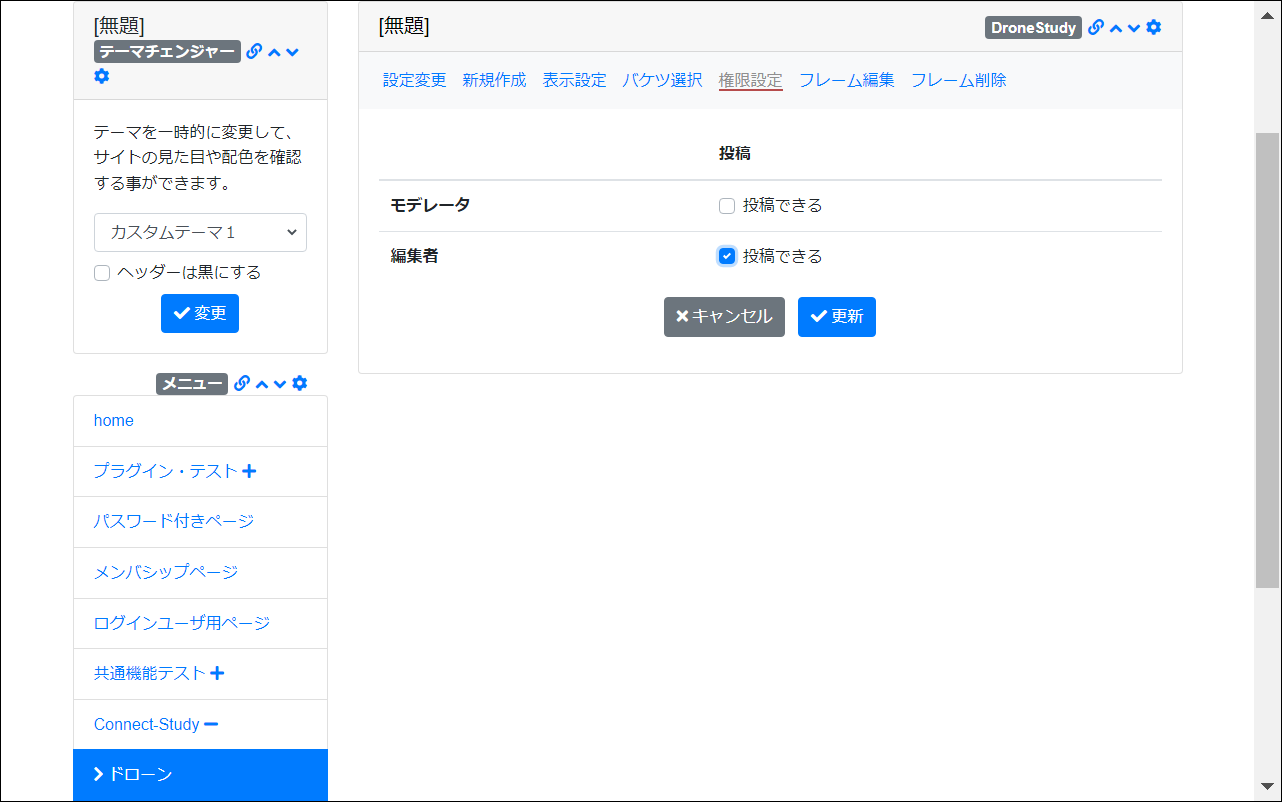 [無題]
テーマチェンジャー
テーマを一時的に変更して、
サイトの見た目や配色を確認
する事ができます。
カスタムテーマ１
ヘッダーは黒にする
変更
メニュー
home
プラグイン・テスト
パスワード付きページ
メンバシップページ
ログインユーザ用ページ
共通機能テスト
Connect-Study
ドローン
[無題]
DroneStudy
設定変更 新規作成 表示設定 バケツ選択 権限設定 フレーム編集 フレーム削除
投稿
モデレータ 投稿できる
編集者 投稿できる
キャンセル 更新